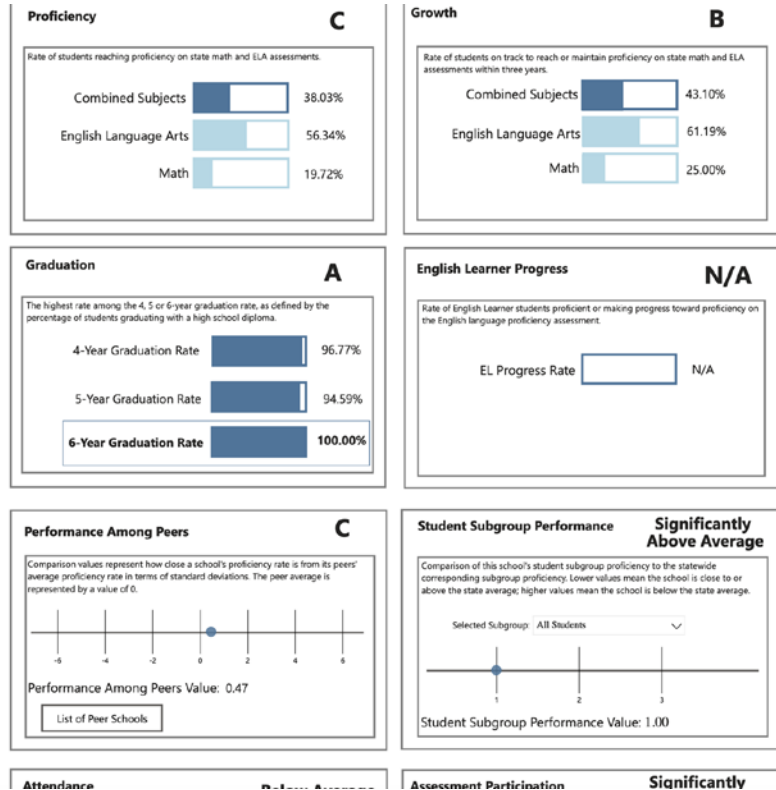 Proficiency
C
Rate of students reaching proficiency on state math and ELA assessments.
Combined Subjects 38.03%
English Language Arts 56.34%
Math 19.72%
Growth
B
Rate of students on track to reach or maintain proficiency on state math and ELA
assessments within three years.
Combined Subjects 43.10%
English Language Arts 61.19%
Math 25.00%
Graduation
A
The highest rate among the 4, 5 or 6-year graduation rate, as defined by the
percentage of students graduating with a high school diploma.
4-Year Graduation Rate 96.77%
5-Year Graduation Rate 94.59%
6-Year Graduation Rate 100.00%
English Learner Progress
N/A
Rate of English Learner students proficient or making progress toward proficiency on
the English language proficiency assessment.
EL Progress Rate N/A
Performance Among Peers
C
Comparison values represent how close a school's proficiency rate is from its peers'
average proficiency rate in terms of standard deviations. The peer average is
represented by a value of 0.
-6 -4 -2 0 2 4 6
Performance Among Peers Value: 0.47
List of Peer Schools
Student Subgroup Performance
Significantly
Above Average
Comparison of this school's student subgroup proficiency to the statewide
corresponding subgroup proficiency. Lower values mean the school is close to or
above the state average; higher values mean the school is below the state average.
Selected Subgroup: All Students
1 2 3
Student Subgroup Performance Value: 1.00
Attendance
Below Average
Assessment Participation
Significantly